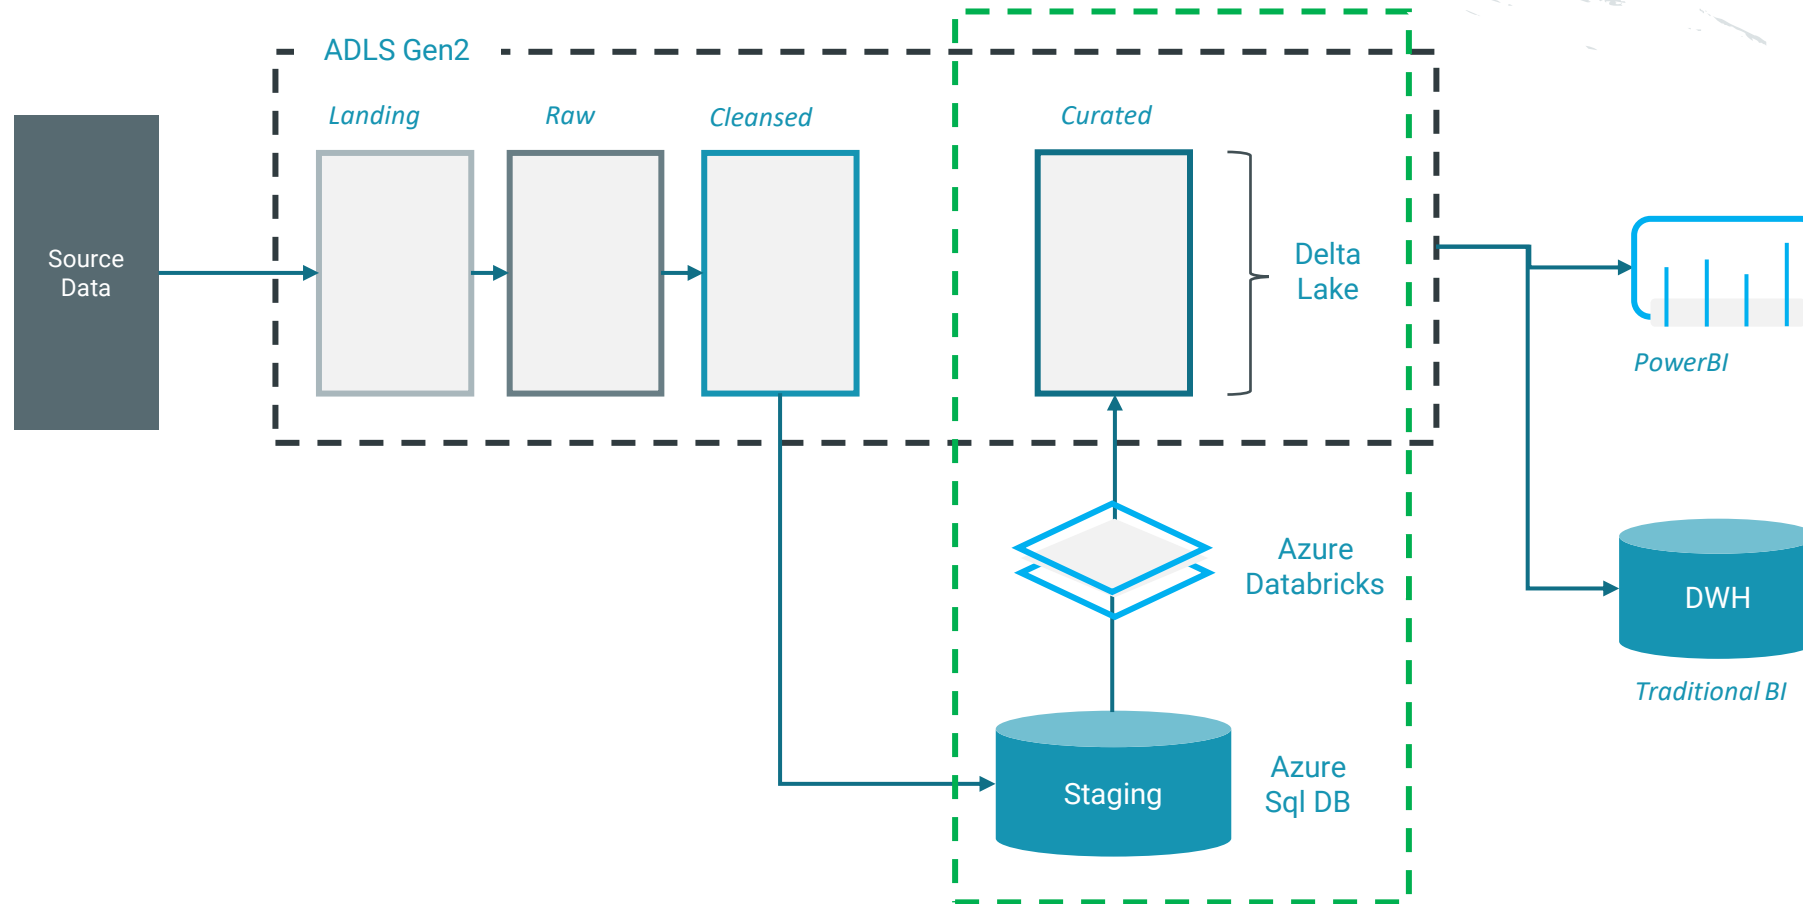 ADLS Gen2
Landing
Raw
Cleansed
Curated
Source
Data
Delta
Lake
PowerBI
Azure
Databricks
DWH
Traditional BI
Staging
Azure
Sql DB